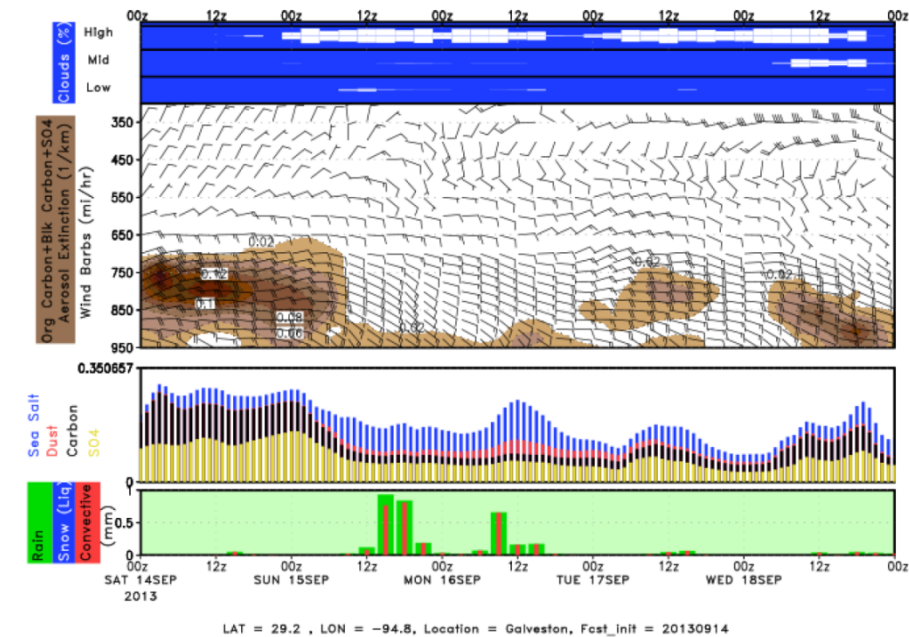 00z 12z 00z 12z 00z 12z 00z 12z 00z 12z 00z
Clouds (%)
High
Mid
Low
Org Carbon+Blk Carbon+SO4
Aerosol Extinction (1/km)
Wind Barbs (mi/hr)
350
450
550
650
750
850
950
0.02
0.12
0.1
0.08
0.06
0.02
0.02
0.02
0.350657
0
Sea Salt
Dust
Carbon
SO4
Rain
Snow (Liq)
Convective
(mm)
1
0.5
0
00z 12z 00z 12z 00z 12z 00z 12z 00z 12z 00z
SAT 14SEP SUN 15SEP MON 16SEP TUE 17SEP WED 18SEP
2013
LAT = 29.2 , LON = -94.8, Location = Galveston, Fcst_init = 20130914